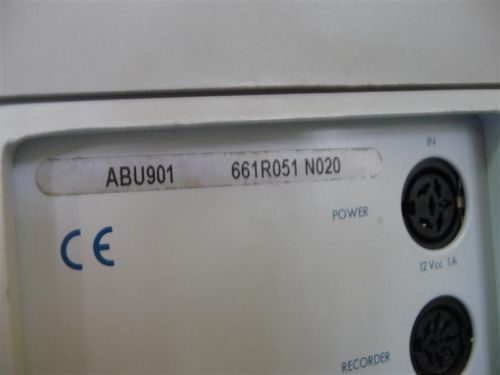 ABU901 661R051 N020
IN
POWER
CE
12Vcc 1A
RECORDER